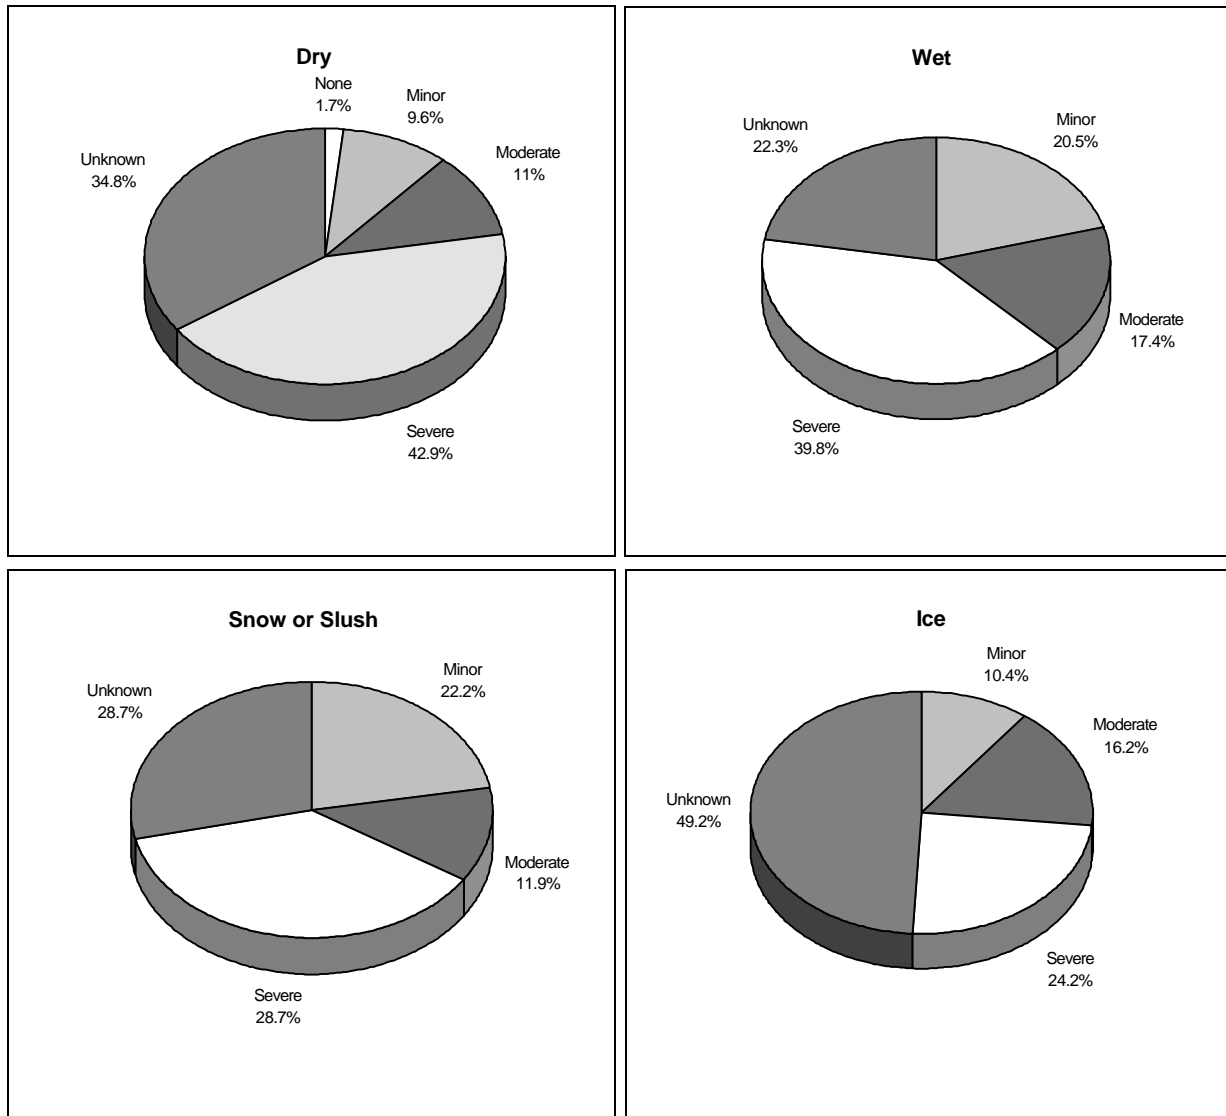 Dry
None
1.7%
Minor
9.6%
Moderate
11%
Unknown
34.8%
Severe
42.9%
Wet
Unknown
22.3%
Minor
20.5%
Moderate
17.4%
Severe
39.8%
Snow or Slush
Unknown
28.7%
Minor
22.2%
Moderate
11.9%
Severe
28.7%
Ice
Minor
10.4%
Moderate
16.2%
Unknown
49.2%
Severe
24.2%